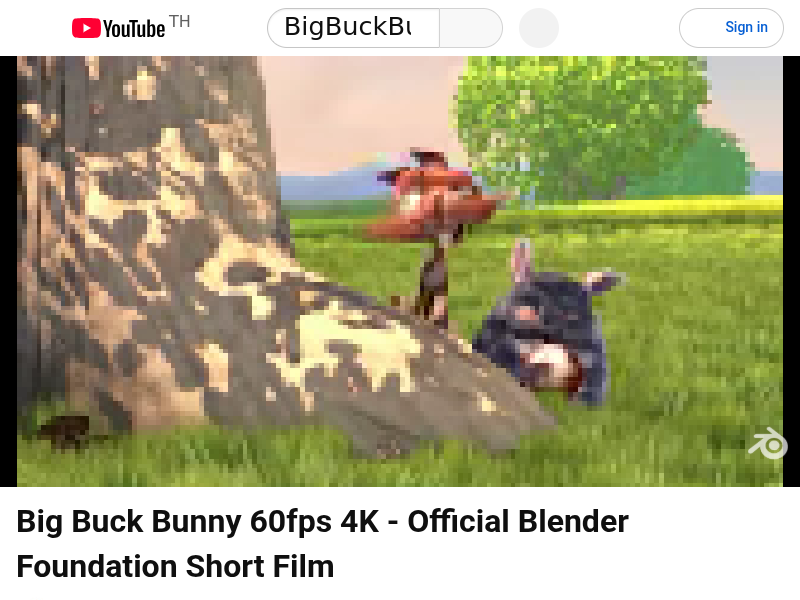 YouTube TH
BigBuckBu
Sign in
Big Buck Bunny 60fps 4K - Official Blender
Foundation Short Film